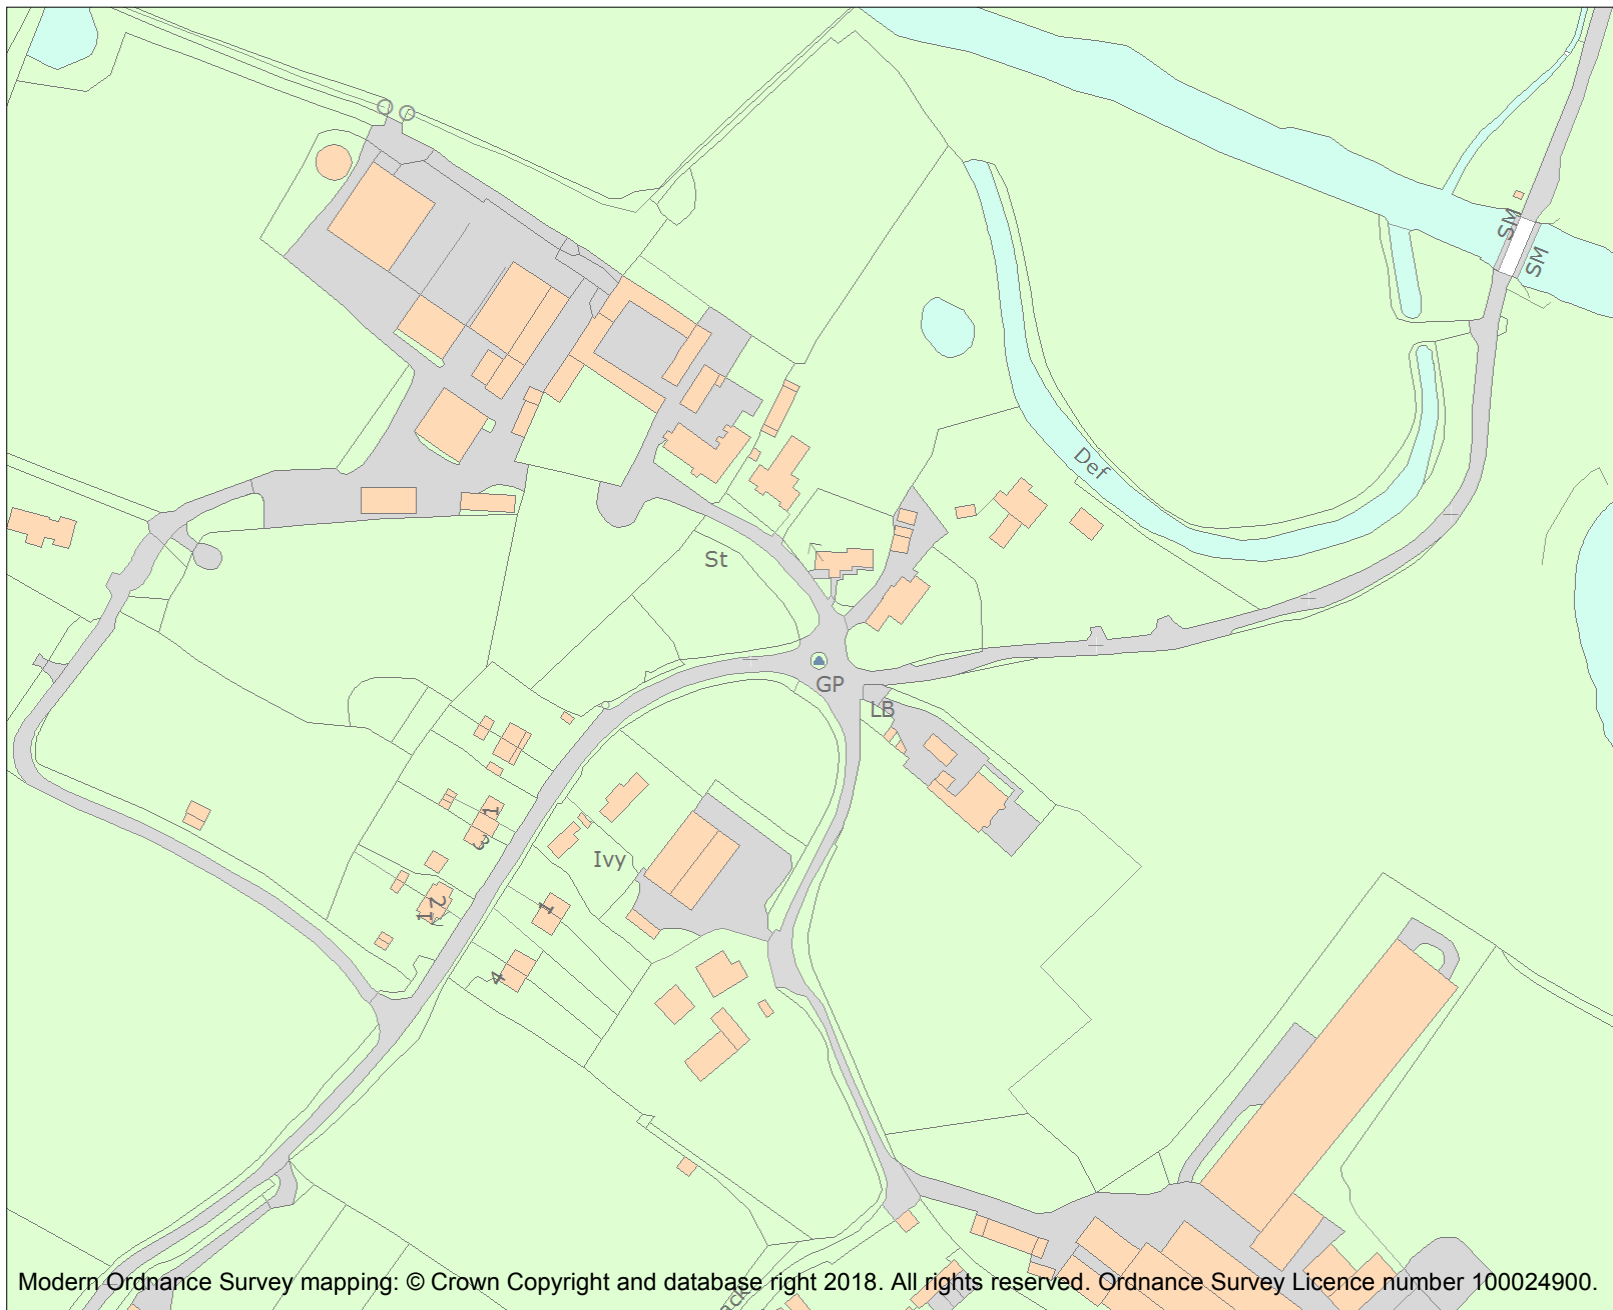 SM
SM
Def
St
GP
LB
1
3
Ivy
2
1
1
4
Modern Ordnance Survey mapping: © Crown Copyright and database right 2018. All rights reserved. Ordnance Survey Licence number 100024900.